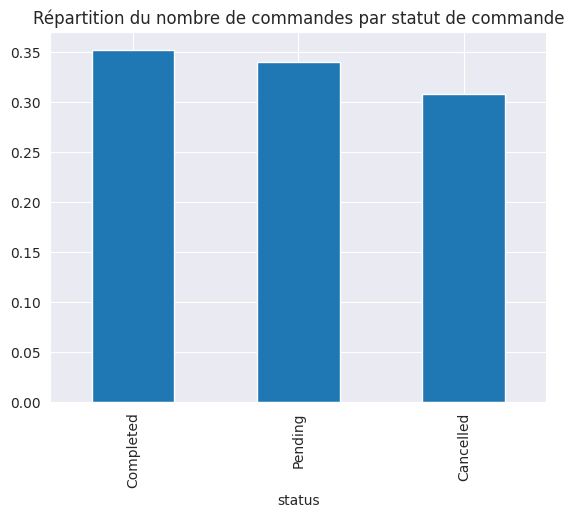 Répartition du nombre de commandes par statut de commande
0.35
0.30
0.25
0.20
0.15
0.10
0.05
0.00
Completed
Pending
Cancelled
status